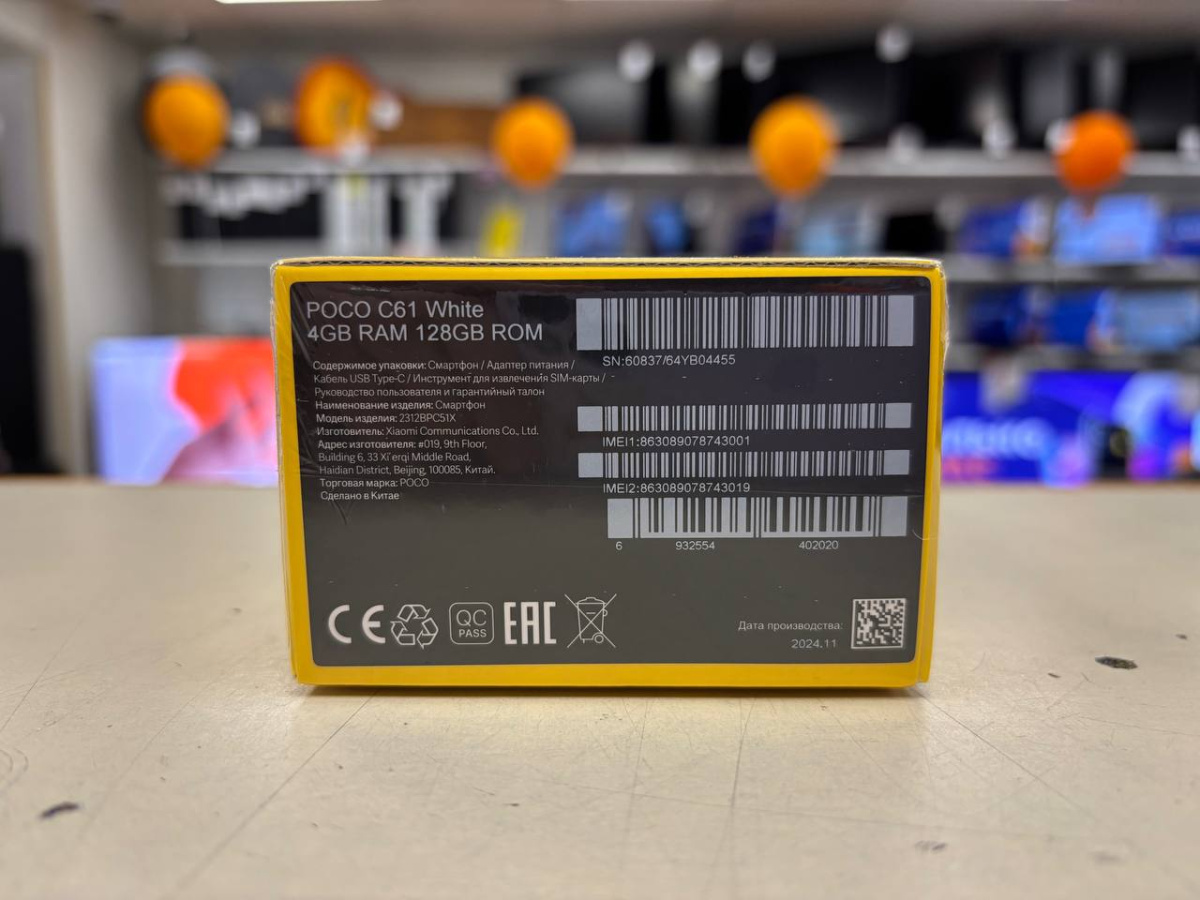 POCO C61 White
4GB RAM 128GB ROM
Содержимое упаковки: Смартфон / Адаптер питания /
Кабель USB Type-C / Инструмент для извлечения SIM-карты /
Руководство пользователя и гарантийный талон
Наименование изделия: Смартфон
Модель изделия: 2312BPC51X
Изготовитель: Xiaomi Communications Co., Ltd.
Адрес изготовителя: #019, 9th Floor,
Building 6, 33 Xi'erqi Middle Road,
Haidian District, Beijing, 100085, Китай.
Торговая марка: POCO
Сделано в Китае
SN:60837/64YB04455
IMEI1:863089078743001
IMEI2:863089078743019
6 932554 402020
CE
QC
PASS
EAC
Дата производства:
2024.11